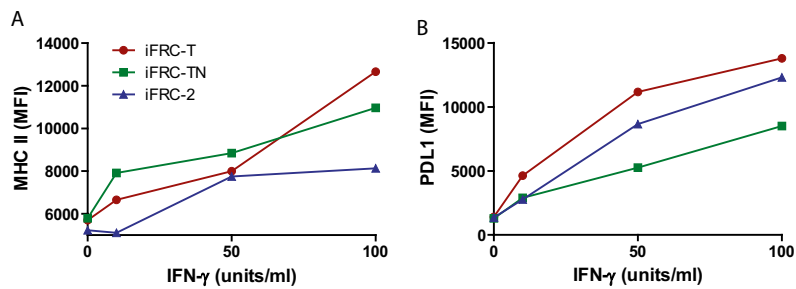 A
14000
12000
10000
8000
6000
MHC II (MFI)
iFRC-T
iFRC-TN
iFRC-2
0
50
100
IFN-γ (units/ml)
B
15000
10000
5000
0
PDL1 (MFI)
0
50
100
IFN-γ (units/ml)